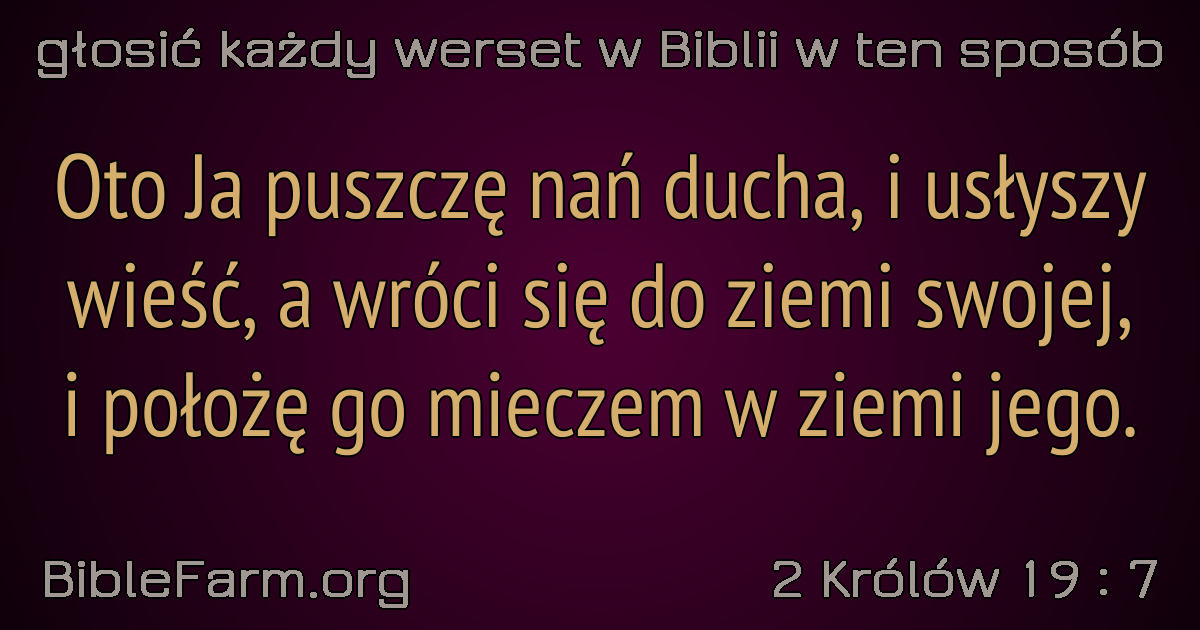 głosić każdy werset w Biblii w ten sposób
Oto Ja puszczę nań ducha, i usłyszy
wieść, a wróci się do ziemi swojej,
i położę go mieczem w ziemi jego.
BibleFarm.org
2 Królów 19 : 7